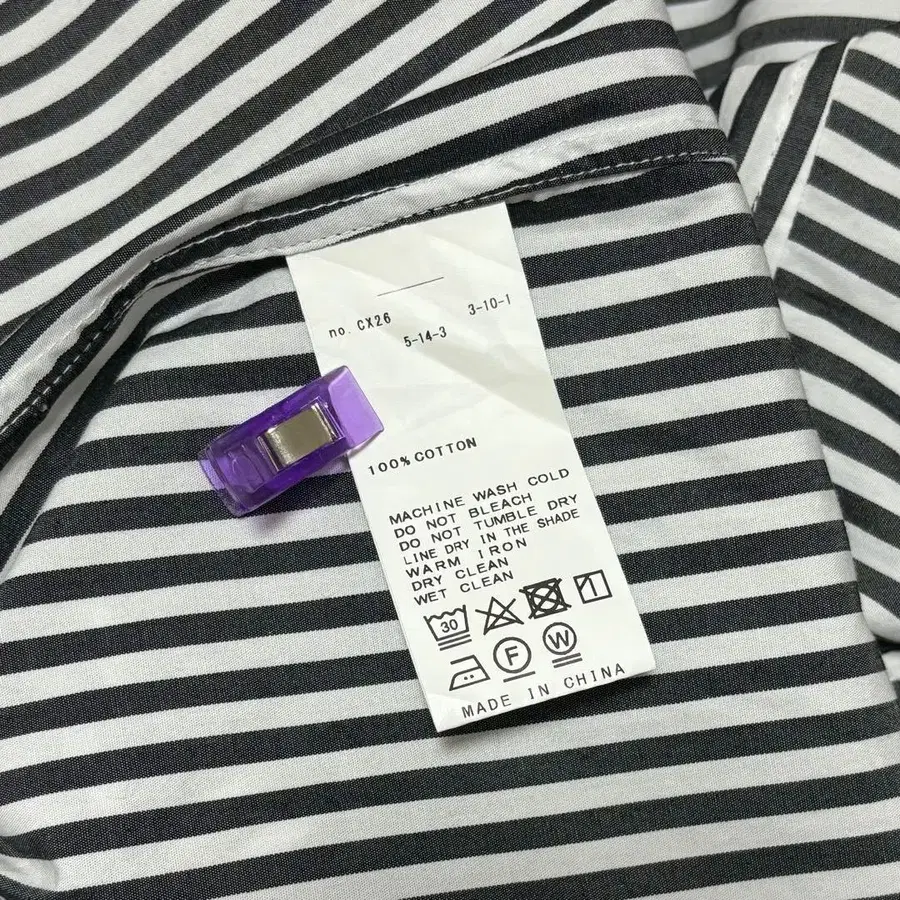 no. CX26
5-14-3
3-10-1
100% COTTON
MACHINE WASH COLD
DO NOT BLEACH
DO NOT TUMBLE DRY
LINE DRY IN THE SHADE
WARM IRON
DRY CLEAN
WET CLEAN
30
F W
MADE IN CHINA